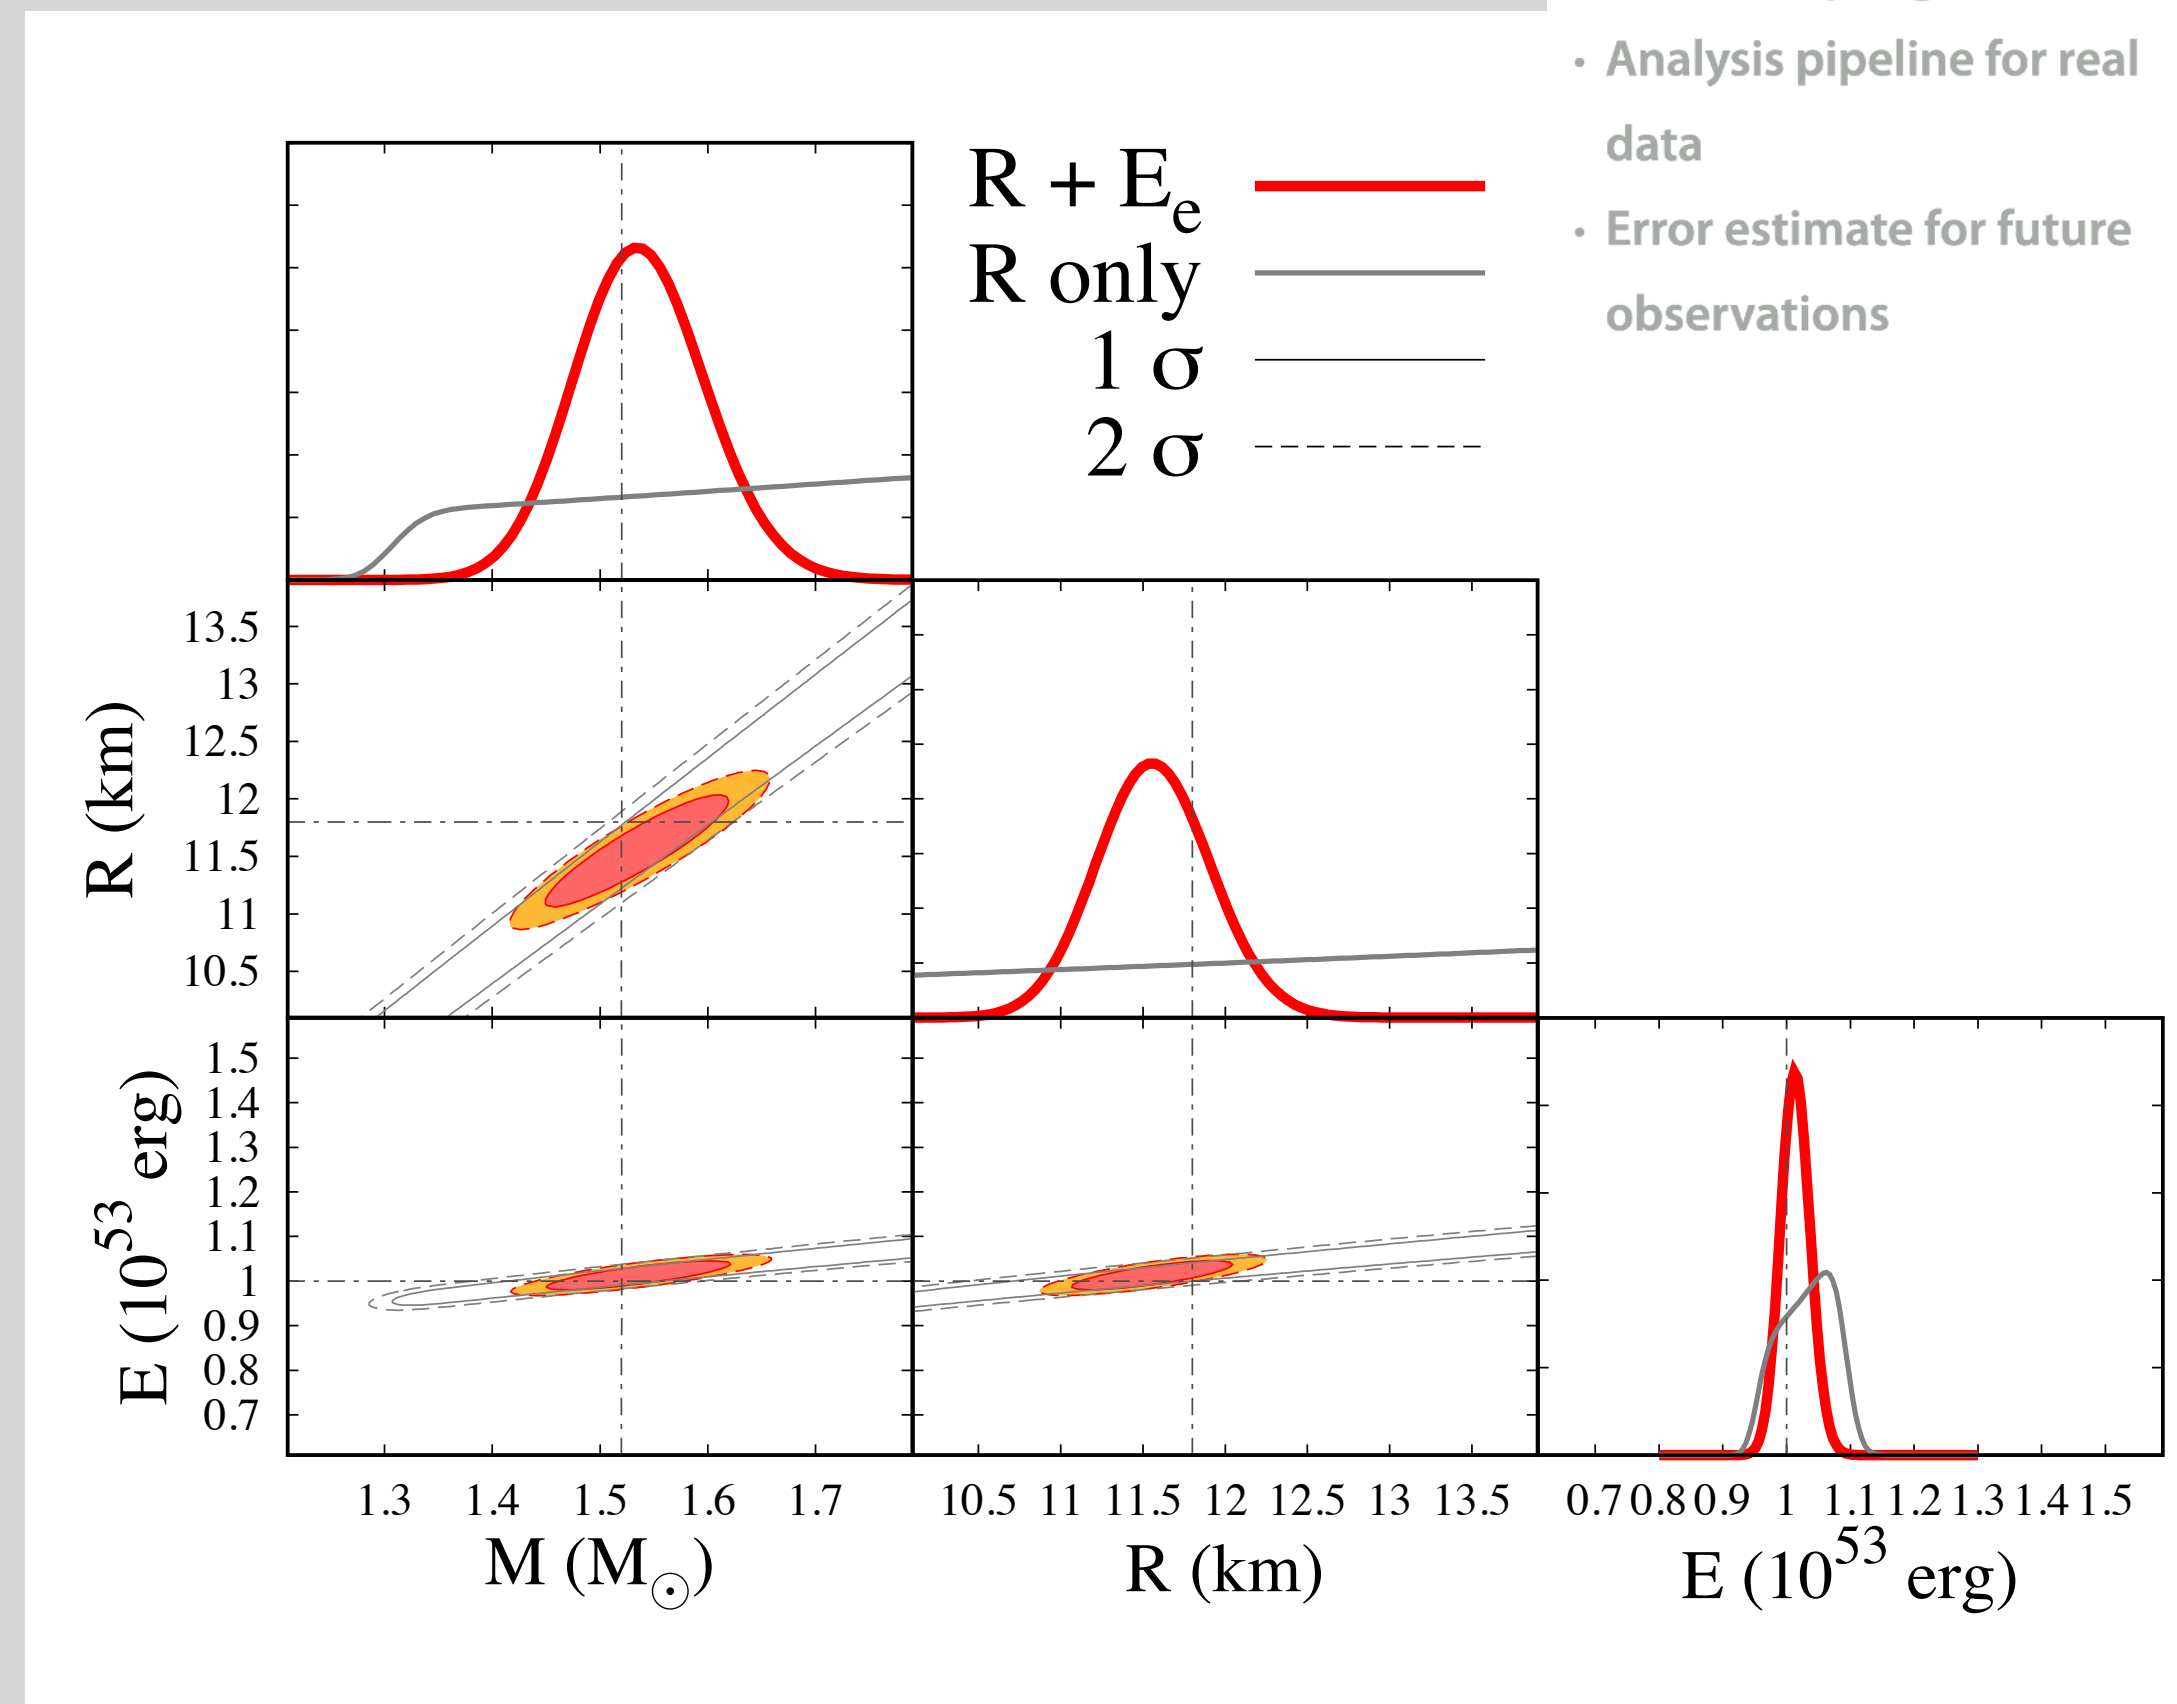 • Analysis pipeline for real
data
• Error estimate for future
observations
R + Ee
R only
1 σ
2 σ
R (km)
13.5
13
12.5
12
11.5
11
10.5
E (10^53 erg)
1.5
1.4
1.3
1.2
1.1
1
0.9
0.8
0.7
1.3 1.4 1.5 1.6 1.7
10.5 11 11.5 12 12.5 13 13.5
0.7 0.8 0.9 1 1.1 1.2 1.3 1.4 1.5
M (M☉)
R (km)
E (10^53 erg)